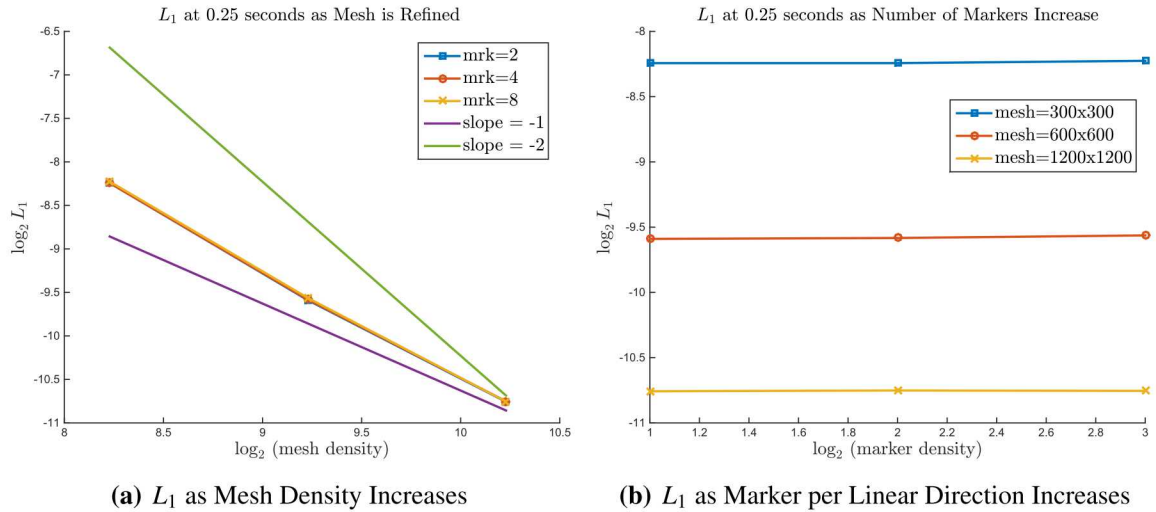 L₁ at 0.25 seconds as Mesh is Refined
-6.5
-7
-7.5
-8
-8.5
-9
-9.5
-10
-10.5
-11
log₂ L₁
mrk=2
mrk=4
mrk=8
slope = -1
slope = -2
8
8.5
9
9.5
10
10.5
log₂ (mesh density)
(a) L₁ as Mesh Density Increases
L₁ at 0.25 seconds as Number of Markers Increase
-8
-8.5
-9
-9.5
-10
-10.5
-11
log₂ L₁
mesh=300x300
mesh=600x600
mesh=1200x1200
1
1.2
1.4
1.6
1.8
2
2.2
2.4
2.6
2.8
3
log₂ (marker density)
(b) L₁ as Marker per Linear Direction Increases